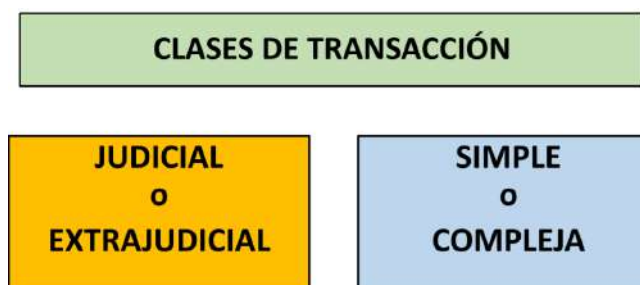 CLASES DE TRANSACCIÓN
JUDICIAL
o
EXTRAJUDICIAL
SIMPLE
o
COMPLEJA